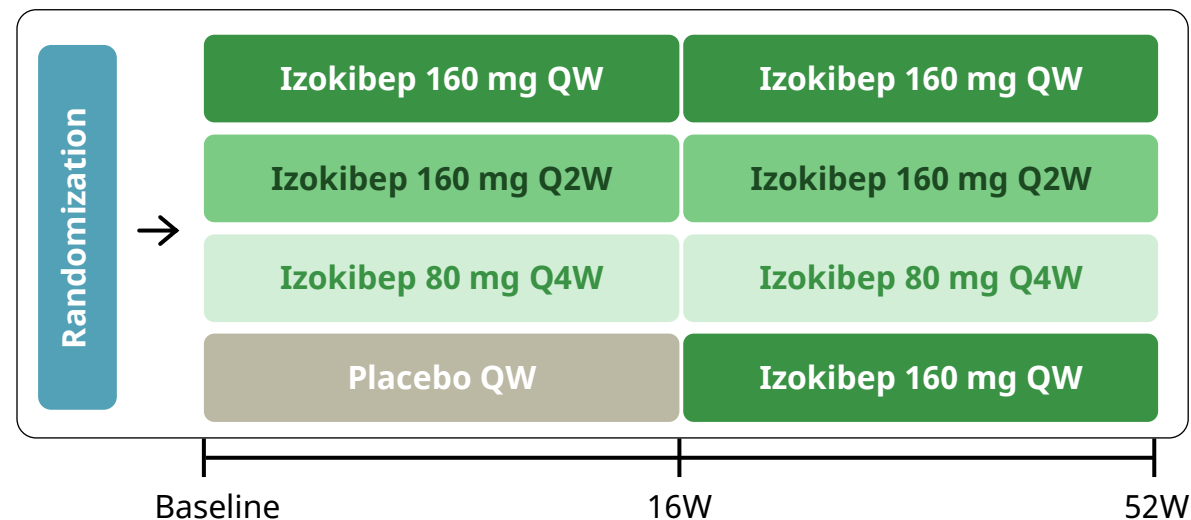 Randomization
Izokibep 160 mg QW
Izokibep 160 mg QW
Izokibep 160 mg Q2W
Izokibep 160 mg Q2W
Izokibep 80 mg Q4W
Izokibep 80 mg Q4W
Placebo QW
Izokibep 160 mg QW
Baseline
16W
52W